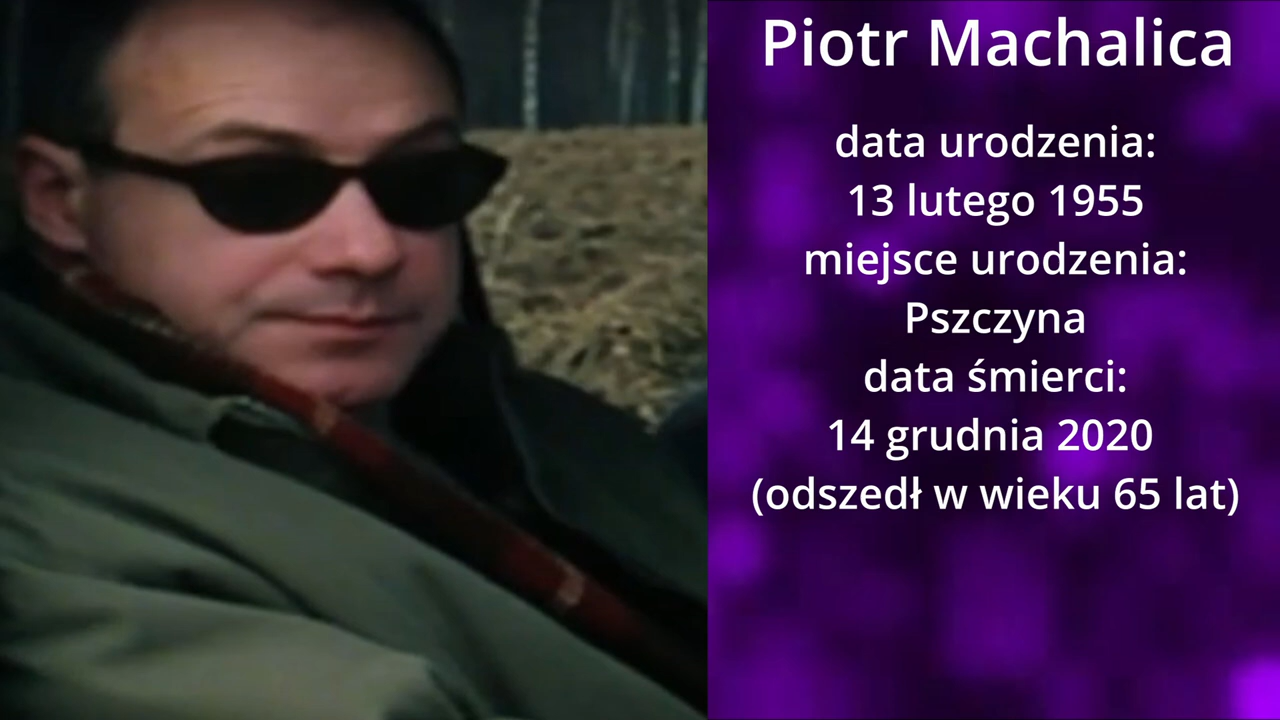 Piotr Machalica
data urodzenia:
13 lutego 1955
miejsce urodzenia:
Pszczyna
data śmierci:
14 grudnia 2020
(odszedł w wieku 65 lat)